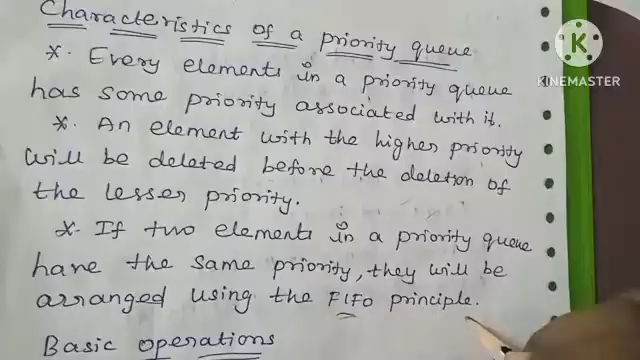 Characteristics of a priority queue
*. Every elements in a priority queue
has some priority associated with it.
*. An element with the higher priority
will be deleted before the deletion of
the lesser priority.
*. If two elements in a priority queue
have the same priority, they will be
arranged using the FIFO principle.
Basic operations
K
KINEMASTER